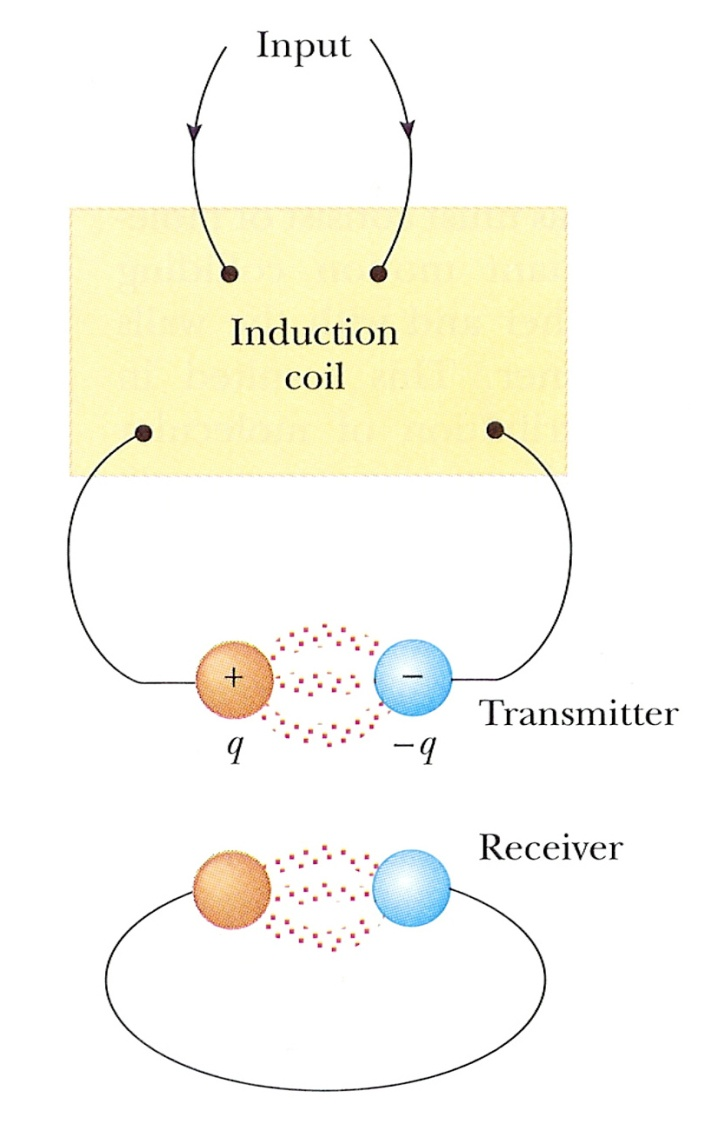 Input
Induction
coil
+
−
q
−q
Transmitter
Receiver